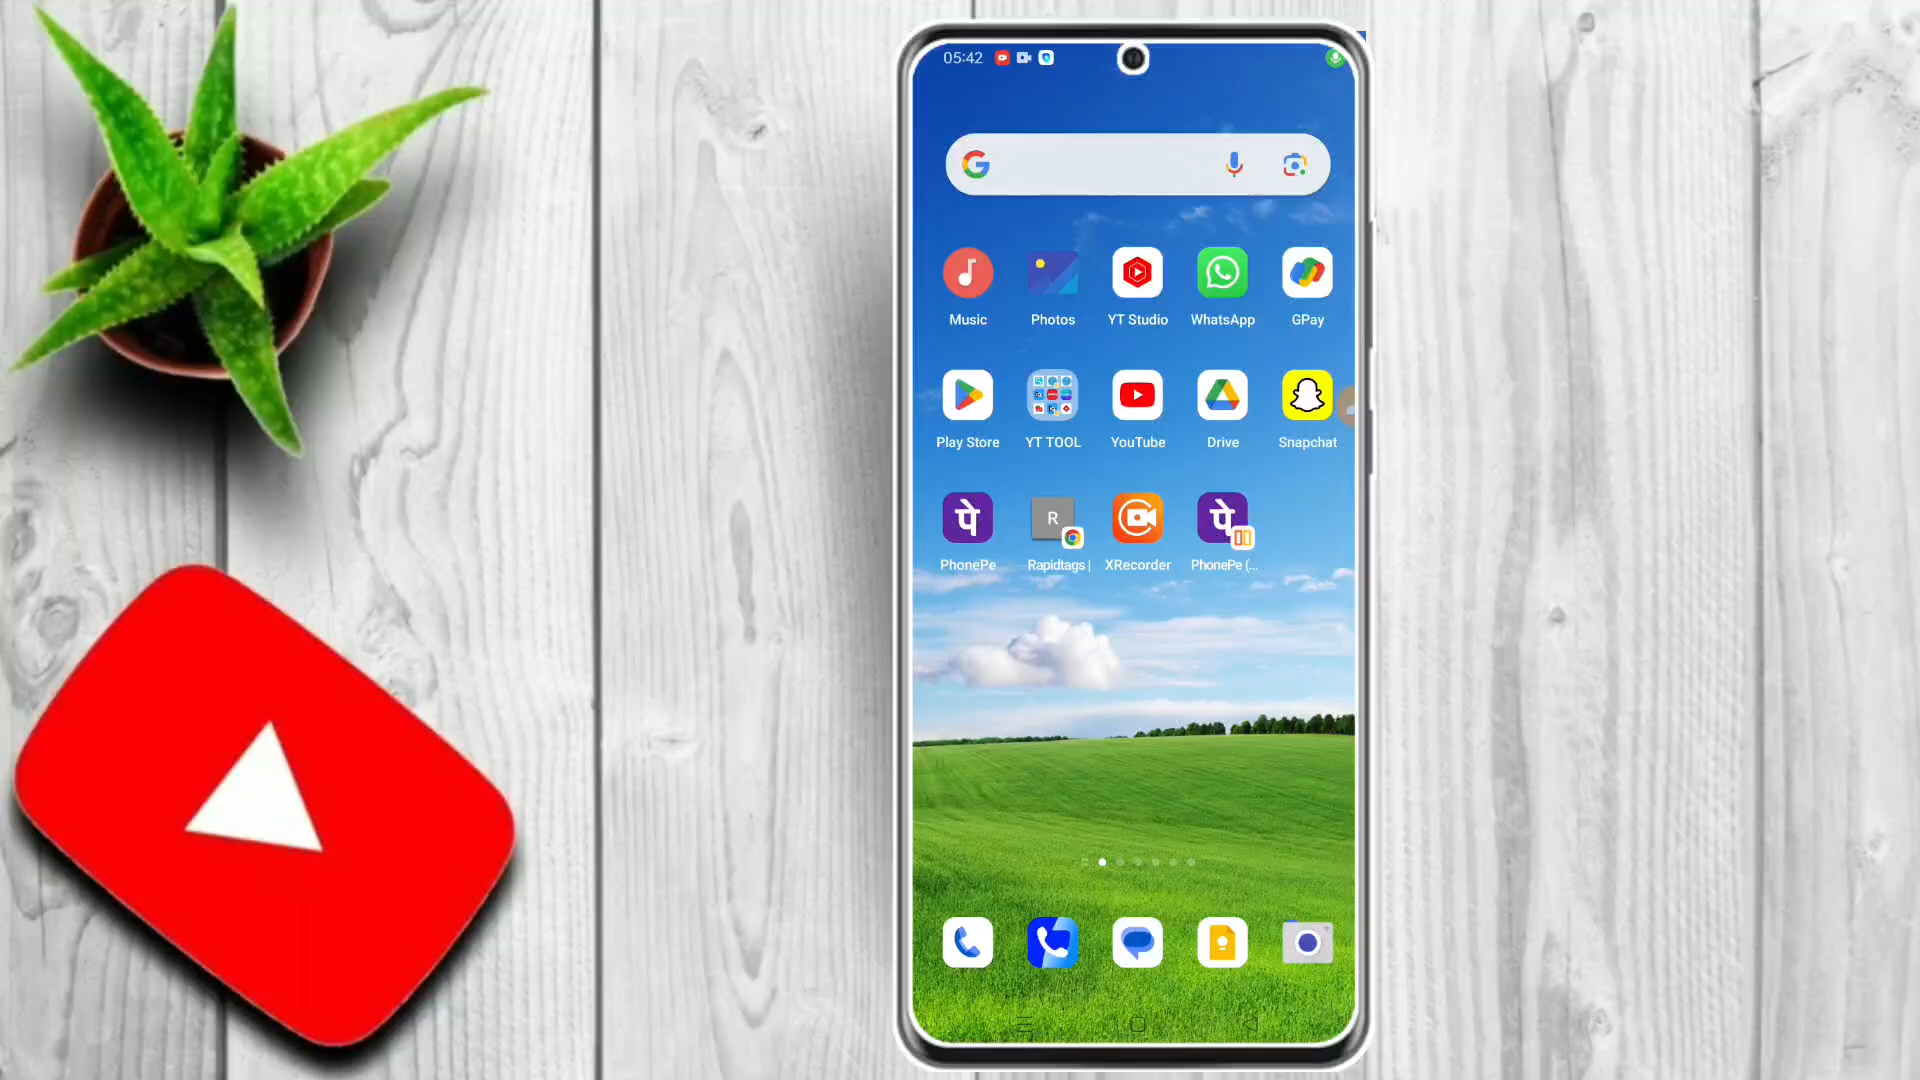 05:42
Music Photos YT Studio WhatsApp GPay
Play Store YT TOOL YouTube Drive Snapchat
पे R पे
PhonePe Rapidtags | XRecorder PhonePe (...